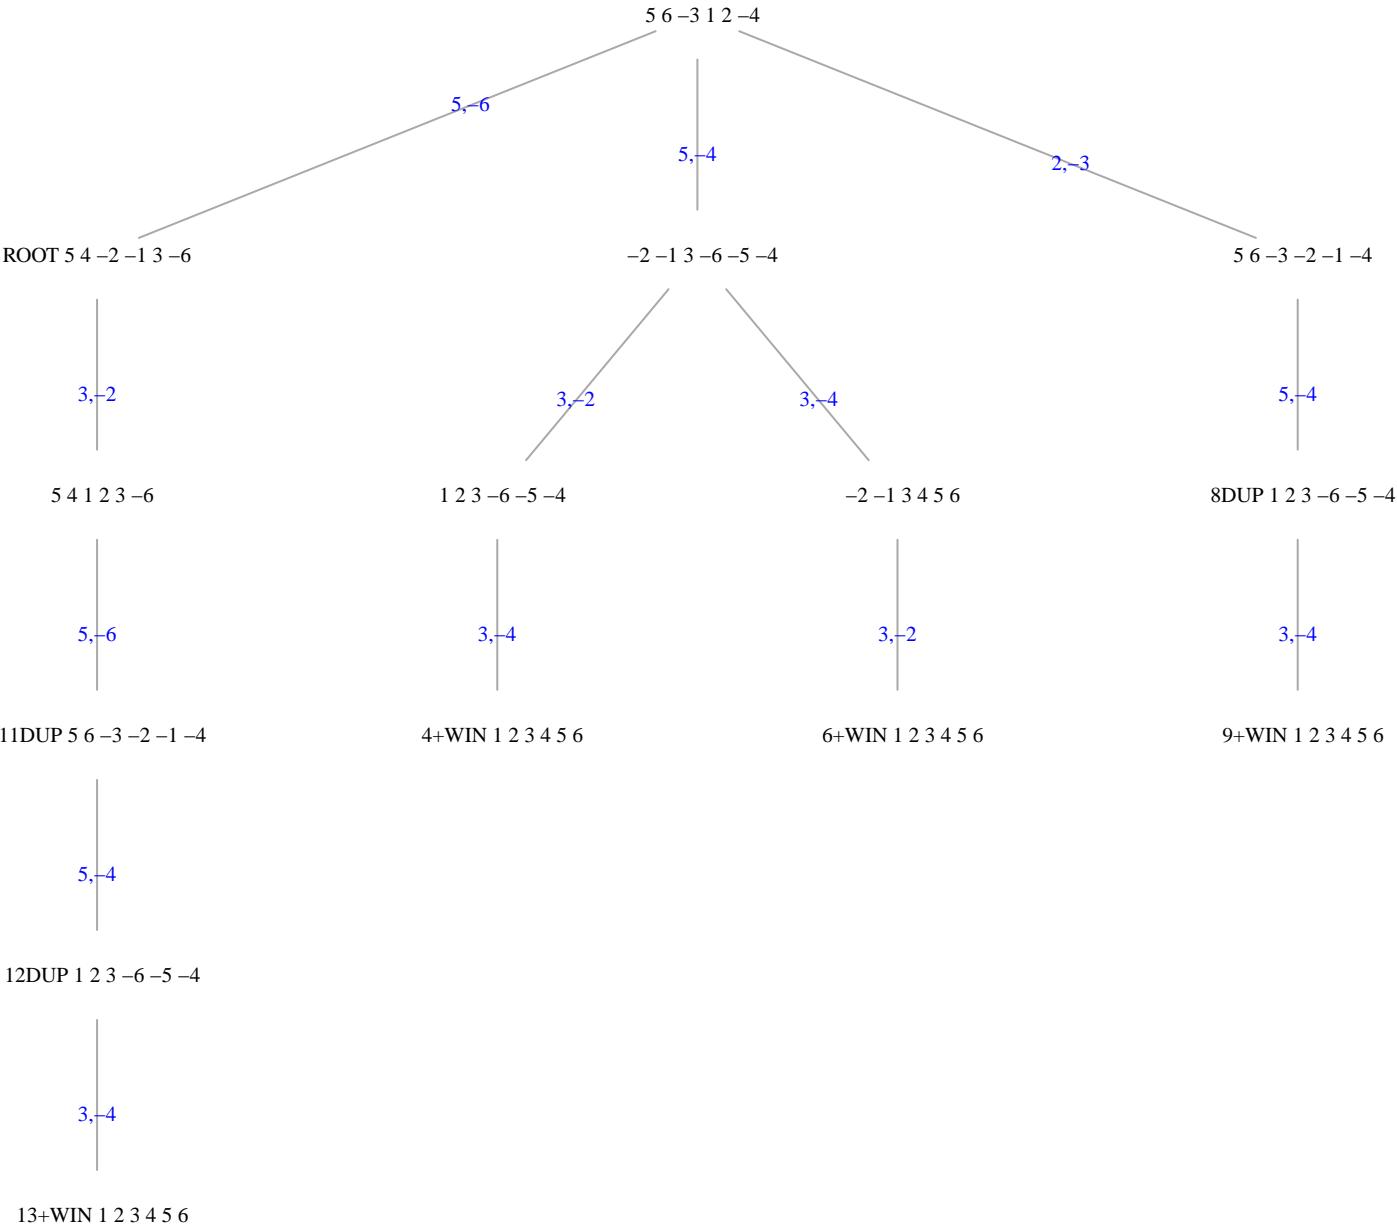 5 6 −3 1 2 −4
5,−6
5,−4
2,−3
ROOT 5 4 −2 −1 3 −6
−2 −1 3 −6 −5 −4
5 6 −3 −2 −1 −4
3,−2
3,−2
3,−4
5,−4
5 4 1 2 3 −6
1 2 3 −6 −5 −4
−2 −1 3 4 5 6
8DUP 1 2 3 −6 −5 −4
5,−6
3,−4
3,−2
3,−4
11DUP 5 6 −3 −2 −1 −4
4+WIN 1 2 3 4 5 6
6+WIN 1 2 3 4 5 6
9+WIN 1 2 3 4 5 6
5,−4
12DUP 1 2 3 −6 −5 −4
3,−4
13+WIN 1 2 3 4 5 6